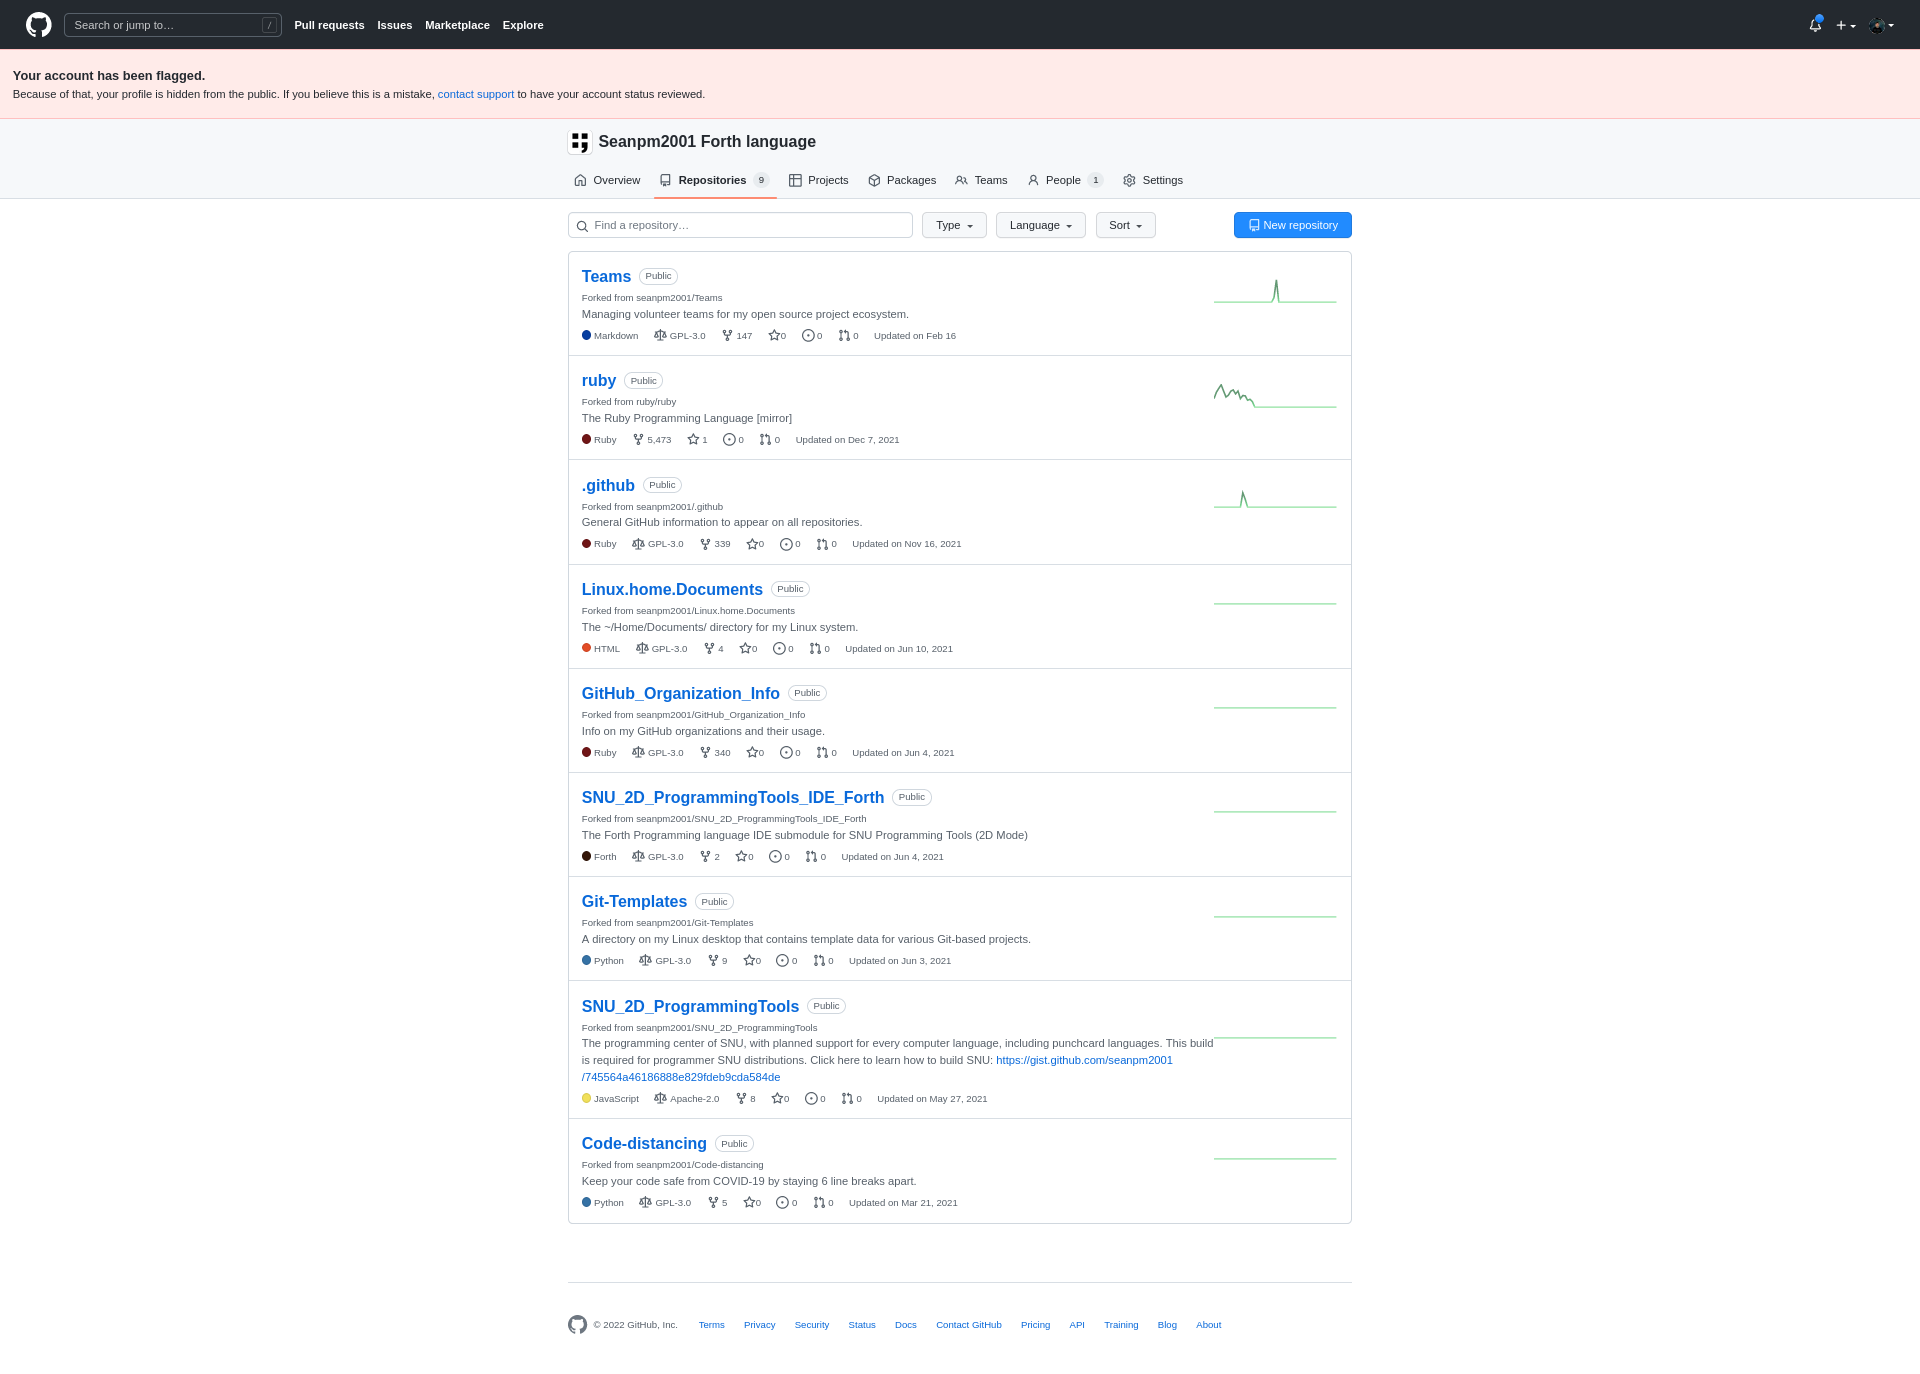 Search or jump to… /
Pull requests Issues Marketplace Explore
Your account has been flagged.
Because of that, your profile is hidden from the public. If you believe this is a mistake, contact support to have your account status reviewed.
Seanpm2001 Forth language
Overview Repositories 9 Projects Packages Teams People 1 Settings
Find a repository… Type Language Sort New repository
Teams Public
Forked from seanpm2001/Teams
Managing volunteer teams for my open source project ecosystem.
Markdown GPL-3.0 147 0 0 0 Updated on Feb 16
ruby Public
Forked from ruby/ruby
The Ruby Programming Language [mirror]
Ruby 5,473 1 0 0 Updated on Dec 7, 2021
.github Public
Forked from seanpm2001/.github
General GitHub information to appear on all repositories.
Ruby GPL-3.0 339 0 0 0 Updated on Nov 16, 2021
Linux.home.Documents Public
Forked from seanpm2001/Linux.home.Documents
The ~/Home/Documents/ directory for my Linux system.
HTML GPL-3.0 4 0 0 0 Updated on Jun 10, 2021
GitHub_Organization_Info Public
Forked from seanpm2001/GitHub_Organization_Info
Info on my GitHub organizations and their usage.
Ruby GPL-3.0 340 0 0 0 Updated on Jun 4, 2021
SNU_2D_ProgrammingTools_IDE_Forth Public
Forked from seanpm2001/SNU_2D_ProgrammingTools_IDE_Forth
The Forth Programming language IDE submodule for SNU Programming Tools (2D Mode)
Forth GPL-3.0 2 0 0 0 Updated on Jun 4, 2021
Git-Templates Public
Forked from seanpm2001/Git-Templates
A directory on my Linux desktop that contains template data for various Git-based projects.
Python GPL-3.0 9 0 0 0 Updated on Jun 3, 2021
SNU_2D_ProgrammingTools Public
Forked from seanpm2001/SNU_2D_ProgrammingTools
The programming center of SNU, with planned support for every computer language, including punchcard languages. This build
is required for programmer SNU distributions. Click here to learn how to build SNU: https://gist.github.com/seanpm2001
/745564a46186888e829fdeb9cda584de
JavaScript Apache-2.0 8 0 0 0 Updated on May 27, 2021
Code-distancing Public
Forked from seanpm2001/Code-distancing
Keep your code safe from COVID-19 by staying 6 line breaks apart.
Python GPL-3.0 5 0 0 0 Updated on Mar 21, 2021
© 2022 GitHub, Inc. Terms Privacy Security Status Docs Contact GitHub Pricing API Training Blog About